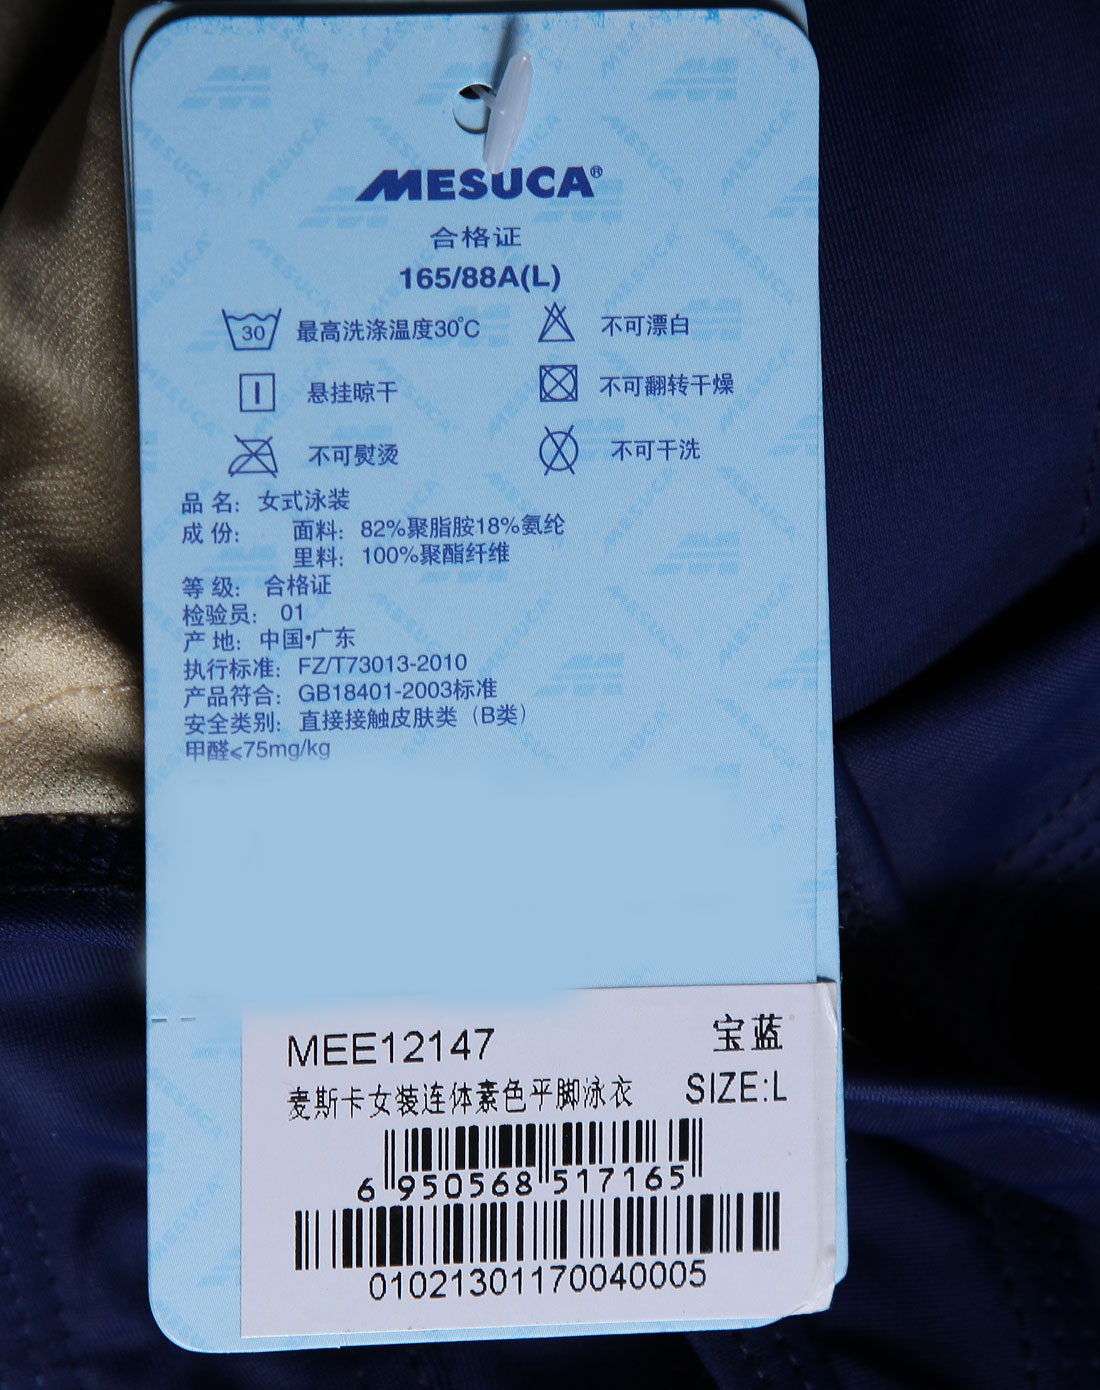 MESUCA®
合格证
165/88A(L)
30 最高洗涤温度30℃ 不可漂白
悬挂晾干 不可翻转干燥
不可熨烫 不可干洗
品 名: 女式泳装
成 份: 面料: 82%聚脂胺18%氨纶
里料: 100%聚酯纤维
等 级: 合格证
检验员: 01
产 地: 中国·广东
执行标准: FZ/T73013-2010
产品符合: GB18401-2003标准
安全类别: 直接接触皮肤类（B类）
甲醛≤75mg/kg
MEE12147 宝蓝
麦斯卡女装连体素色平脚泳衣 SIZE:L
6 950568 517165
01021301170040005